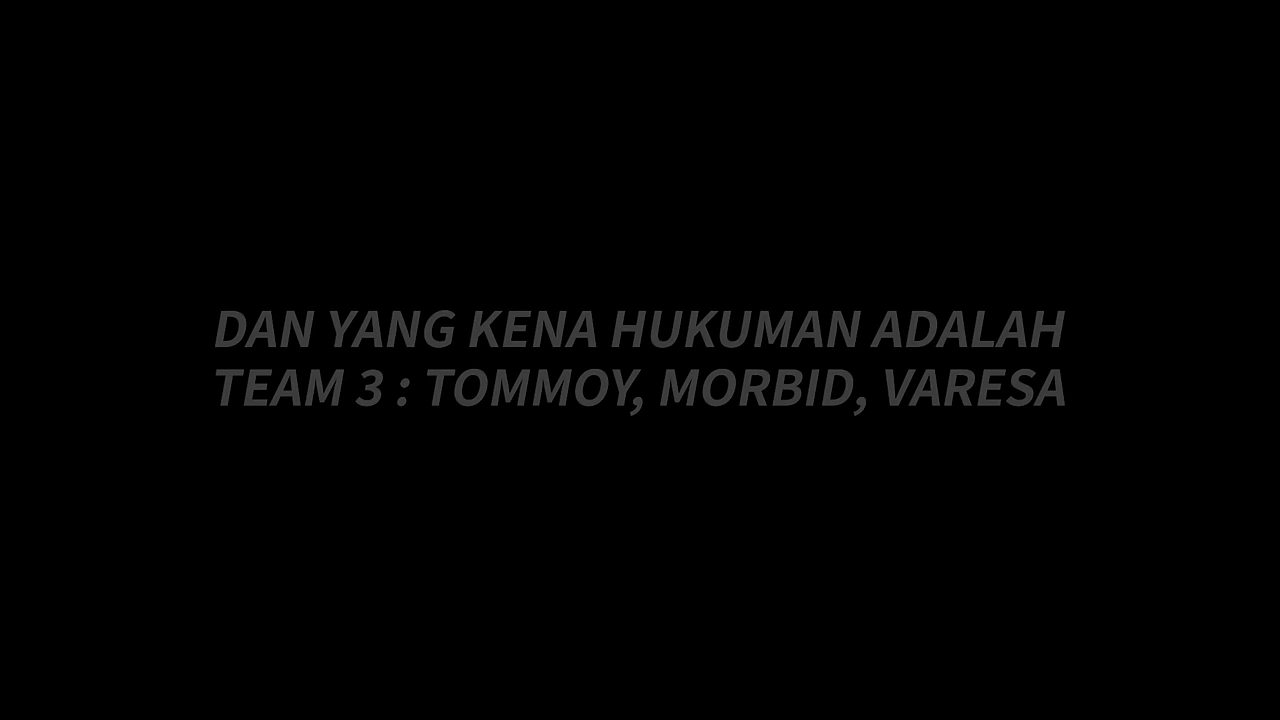 DAN YANG KENA HUKUMAN ADALAH
TEAM 3 : TOMMOY, MORBID, VARESA